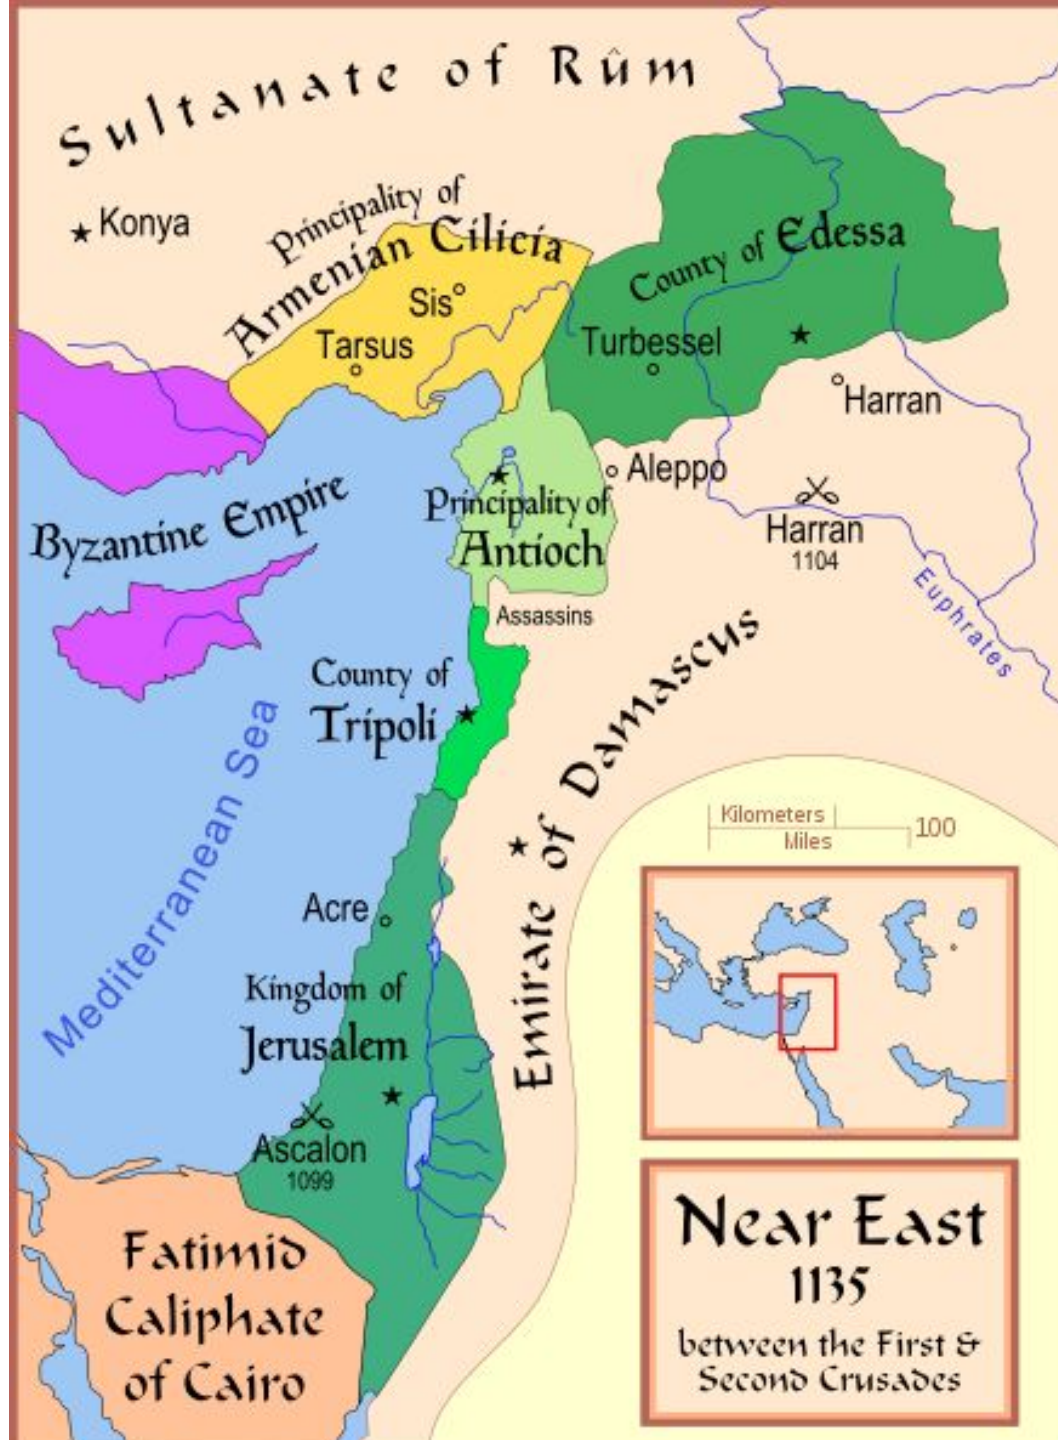 Sultanate of Rûm
Konya
Principality of
Armenian Cilicia
Sis
Tarsus
County of Edessa
Turbessel
Harran
Aleppo
Harran
1104
Euphrates
Byzantine Empire
Principality of
Antioch
Assassins
County of
Tripoli
Mediterranean Sea
Emirate of Damascus
Kilometers
Miles
100
Acre
Kingdom of
Jerusalem
Ascalon
1099
Fatimid
Caliphate
of Cairo
Near East
1135
between the First &
Second Crusades